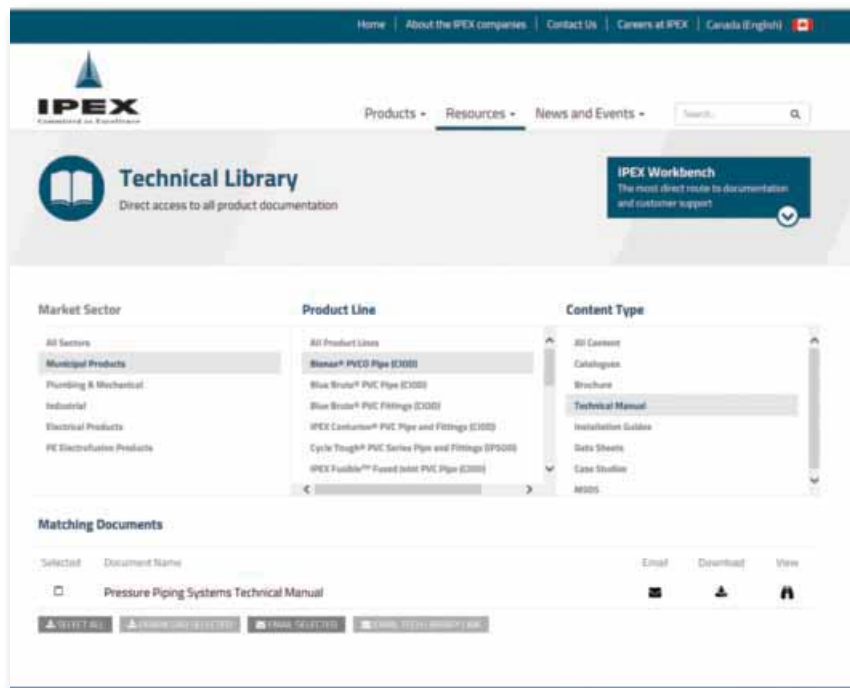 Home | About the IPEX companies | Contact Us | Careers at IPEX | Canada (English)
IPEX
Committed to Excellence
Products
Resources
News and Events
Search...
Technical Library
Direct access to all product documentation
IPEX Workbench
The most direct route to documentation
and customer support
Market Sector
All Sectors
Municipal Products
Plumbing & Mechanical
Industrial
Electrical Products
PE Electrofusion Products
Product Line
All Product Lines
Bionax® PVCO Pipe (CIOD)
Blue Brute® PVC Pipe (CIOD)
Blue Brute® PVC Fittings (CIOD)
IPEX Centurion® PVC Pipe and Fittings (CIOD)
Cycle Tough® PVC Series Pipe and Fittings (IPSOD)
IPEX Fusible™ Fused Joint PVC Pipe (CIOD)
Content Type
All Content
Catalogues
Brochure
Technical Manual
Installation Guides
Data Sheets
Case Studies
MSDS
Matching Documents
Selected Document Name Email Download View
Pressure Piping Systems Technical Manual
SELECT ALL DOWNLOAD SELECTED EMAIL SELECTED EMAIL TECH LIBRARY LINK